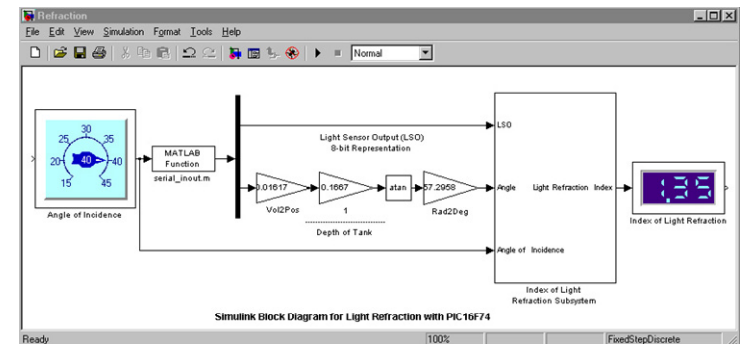 Refraction
File Edit View Simulation Format Tools Help
Normal
30
25 35
20 40 40
15 45
Angle of Incidence
MATLAB
Function
serial_inout.m
Light Sensor Output (LSO)
8-bit Representation
0.01617
Vol2Pos
0.1667
1
Depth of Tank
atan
57.2958
Rad2Deg
LSO
Angle
Light Refraction Index
Angle of Incidence
Index of Light
Refraction Subsystem
1.35
Index of Light Refraction
Simulink Block Diagram for Light Refraction with PIC16F74
Ready 100% FixedStepDiscrete